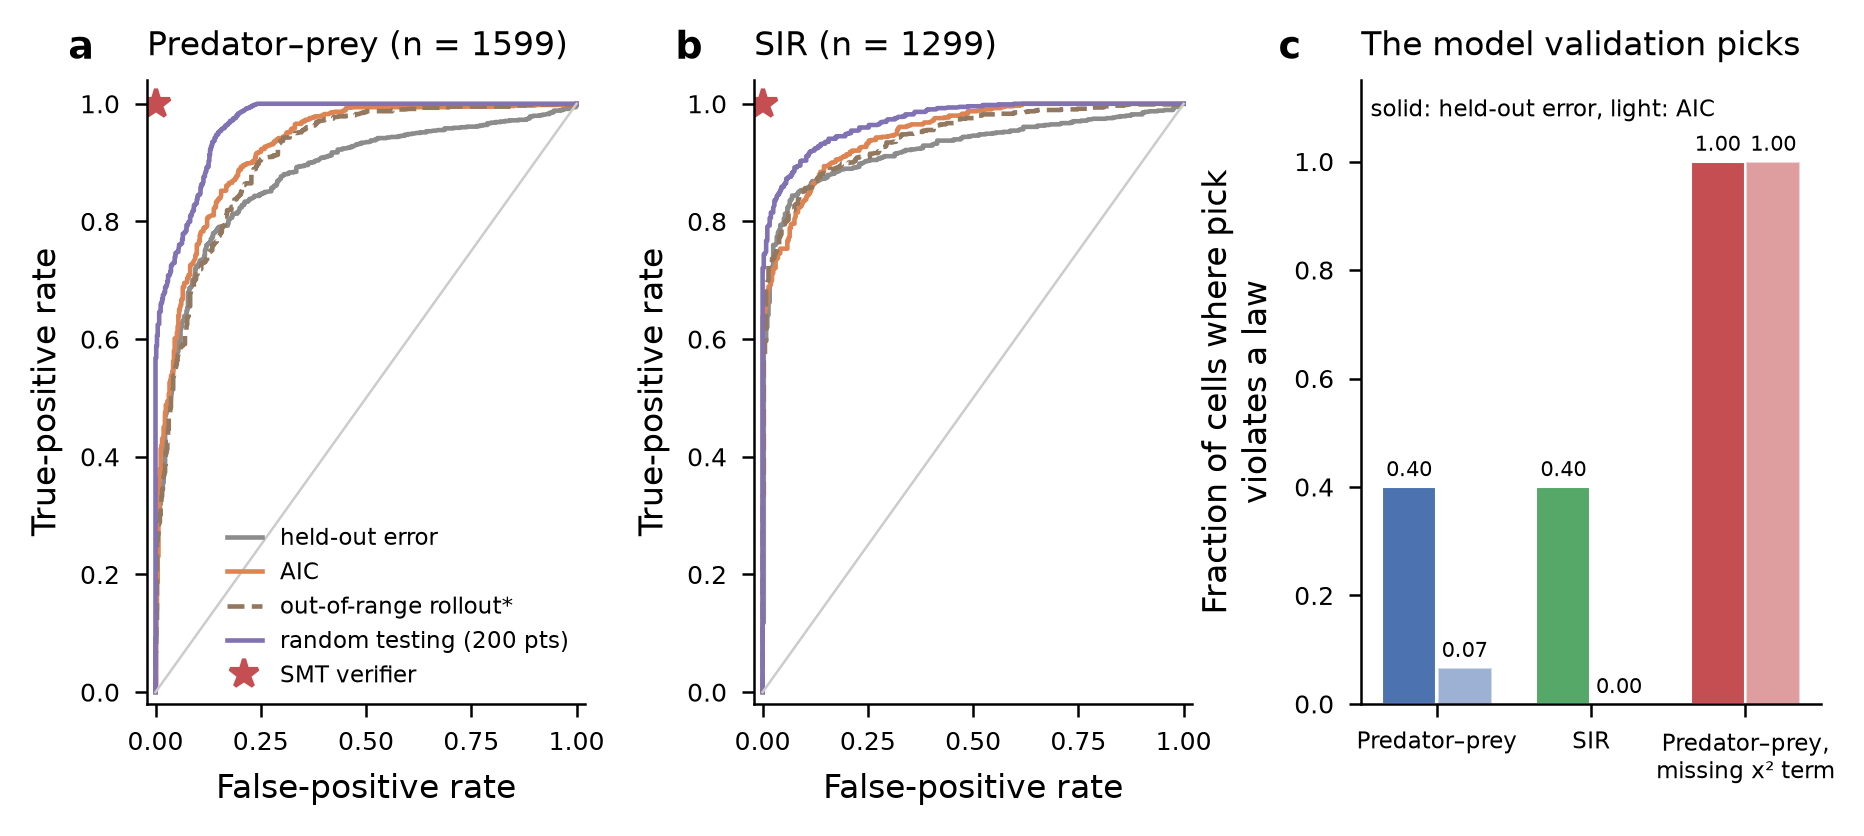 a Predator–prey (n = 1599)
True-positive rate
1.0
0.8
0.6
0.4
0.2
0.0
held-out error
AIC
out-of-range rollout*
random testing (200 pts)
SMT verifier
0.00 0.25 0.50 0.75 1.00
False-positive rate
b SIR (n = 1299)
True-positive rate
1.0
0.8
0.6
0.4
0.2
0.0
0.00 0.25 0.50 0.75 1.00
False-positive rate
c The model validation picks
Fraction of cells where pick
violates a law
solid: held-out error, light: AIC
1.0
0.8
0.6
0.4
0.2
0.0
0.40
0.07
0.40
0.00
1.00 1.00
Predator–prey
SIR
Predator–prey,
missing x² term